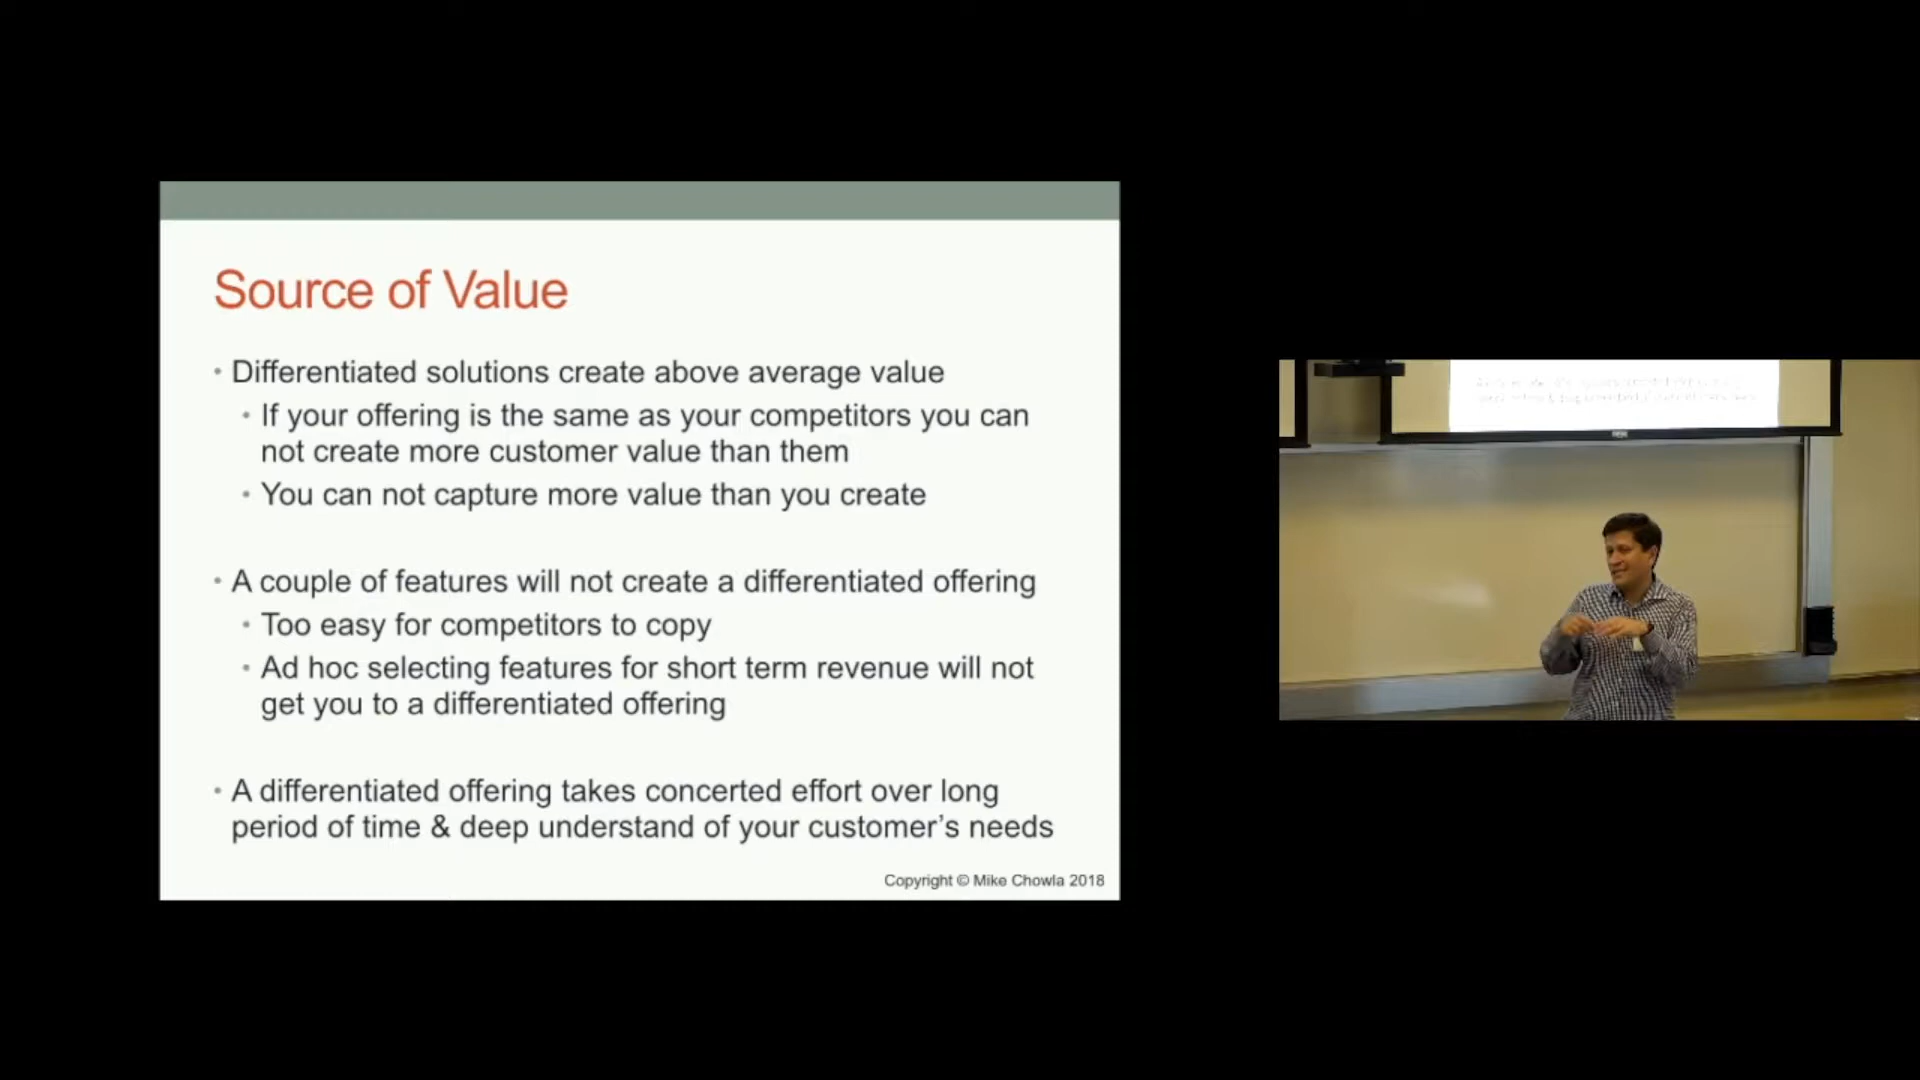 Source of Value
• Differentiated solutions create above average value
• If your offering is the same as your competitors you can
not create more customer value than them
• You can not capture more value than you create
• A couple of features will not create a differentiated offering
• Too easy for competitors to copy
• Ad hoc selecting features for short term revenue will not
get you to a differentiated offering
• A differentiated offering takes concerted effort over long
period of time & deep understand of your customer's needs
Copyright © Mike Chowla 2018